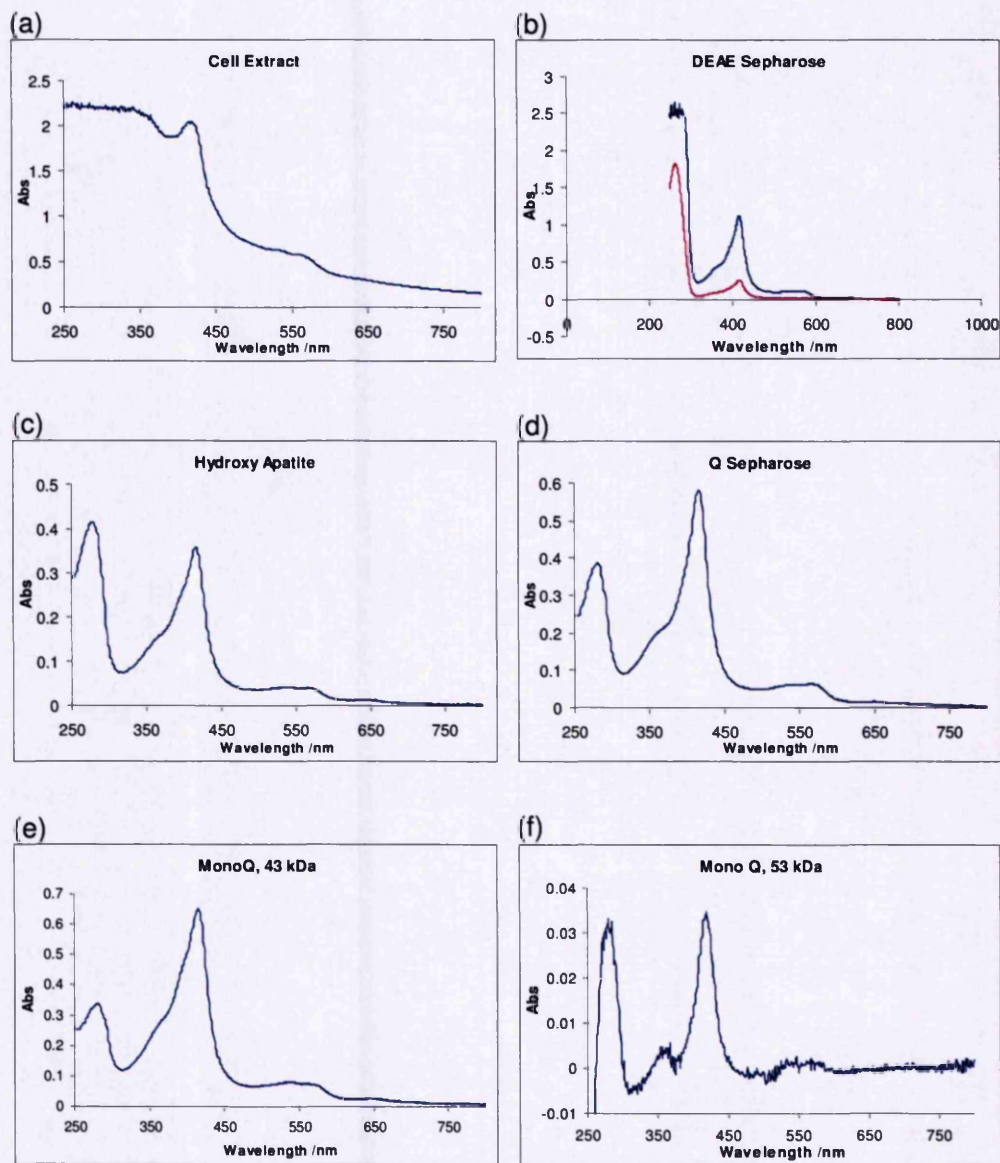 (a)
Cell Extract
2.5
2
1.5
1
0.5
0
Abs
250 350 450 550 650 750
Wavelength /nm
(b)
DEAE Sepharose
3
2.5
2
1.5
1
0.5
0
-0.5
Abs
0 200 400 600 800 1000
Wavelength /nm
(c)
Hydroxy Apatite
0.5
0.4
0.3
0.2
0.1
0
Abs
250 350 450 550 650 750
Wavelength /nm
(d)
Q Sepharose
0.6
0.5
0.4
0.3
0.2
0.1
0
Abs
250 350 450 550 650 750
Wavelength /nm
(e)
MonoQ, 43 kDa
0.7
0.6
0.5
0.4
0.3
0.2
0.1
0
Abs
250 350 450 550 650 750
Wavelength /nm
(f)
Mono Q, 53 kDa
0.04
0.03
0.02
0.01
0
-0.01
Abs
250 350 450 550 650 750
Wavelength /nm